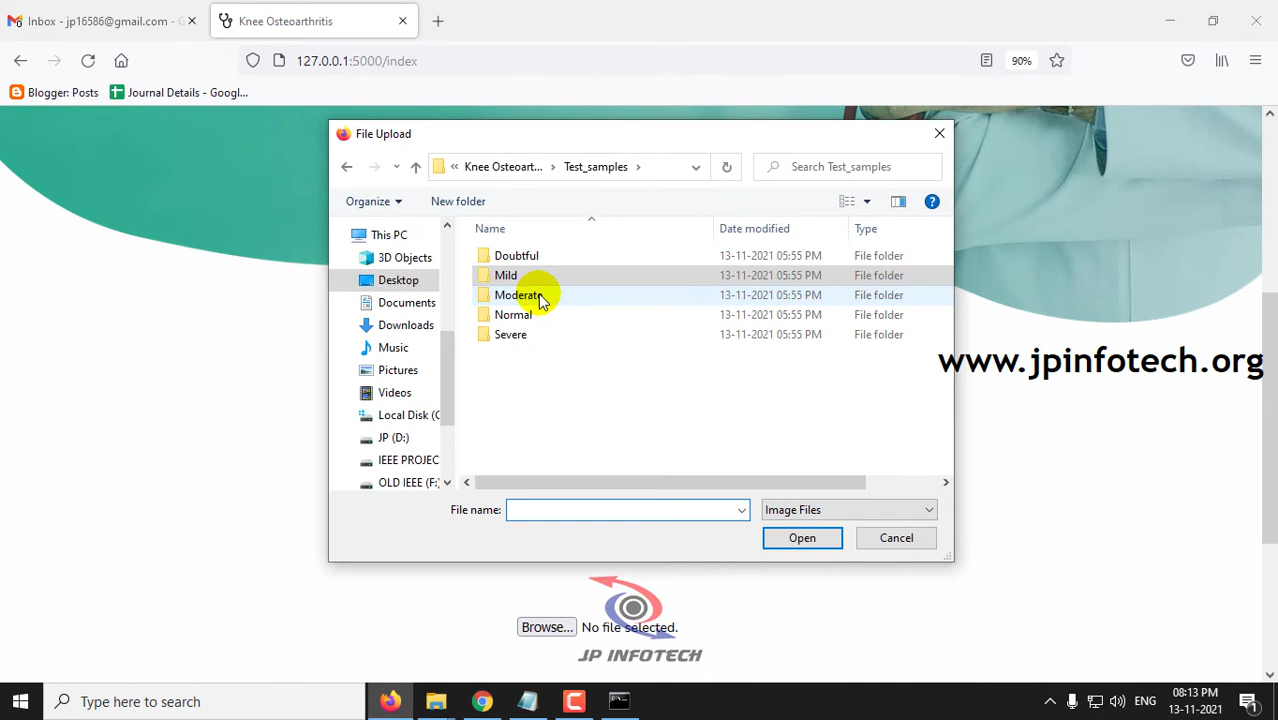 Inbox - jp16586@gmail.com - G
Knee Osteoarthritis
127.0.0.1:5000/index
90%
Blogger: Posts
Journal Details - Googl...
File Upload
« Knee Osteoart... › Test_samples ›
Search Test_samples
Organize
New folder
This PC
3D Objects
Desktop
Documents
Downloads
Music
Pictures
Videos
Local Disk (C
JP (D:)
IEEE PROJEC
OLD IEEE (F:)
Name
Date modified
Type
Doubtful
13-11-2021 05:55 PM
File folder
Mild
13-11-2021 05:55 PM
File folder
Moderate
13-11-2021 05:55 PM
File folder
Normal
13-11-2021 05:55 PM
File folder
Severe
13-11-2021 05:55 PM
File folder
www.jpinfotech.org
File name:
Image Files
Open
Cancel
Browse...
No file selected.
JP INFOTECH
Type here to search
ENG
08:13 PM
13-11-2021
1